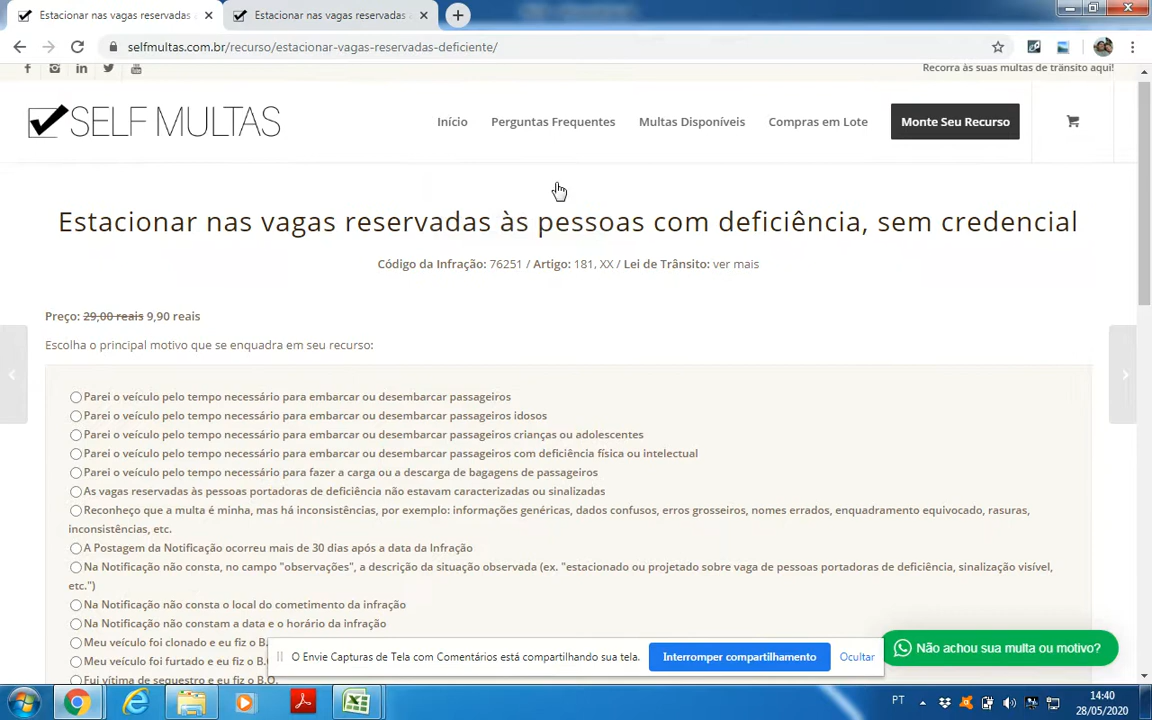 Estacionar nas vagas reservadas
Estacionar nas vagas reservadas
selfmultas.com.br/recurso/estacionar-vagas-reservadas-deficiente/
Recorra às suas multas de trânsito aqui!
SELF MULTAS
Início
Perguntas Frequentes
Multas Disponíveis
Compras em Lote
Monte Seu Recurso
Estacionar nas vagas reservadas às pessoas com deficiência, sem credencial
Código da Infração: 76251 / Artigo: 181, XX / Lei de Trânsito: ver mais
Preço: 29,00 reais 9,90 reais
Escolha o principal motivo que se enquadra em seu recurso:
Parei o veículo pelo tempo necessário para embarcar ou desembarcar passageiros
Parei o veículo pelo tempo necessário para embarcar ou desembarcar passageiros idosos
Parei o veículo pelo tempo necessário para embarcar ou desembarcar passageiros crianças ou adolescentes
Parei o veículo pelo tempo necessário para embarcar ou desembarcar passageiros com deficiência física ou intelectual
Parei o veículo pelo tempo necessário para fazer a carga ou a descarga de bagagens de passageiros
As vagas reservadas às pessoas portadoras de deficiência não estavam caracterizadas ou sinalizadas
Reconheço que a multa é minha, mas há inconsistências, por exemplo: informações genéricas, dados confusos, erros grosseiros, nomes errados, enquadramento equivocado, rasuras,
inconsistências, etc.
A Postagem da Notificação ocorreu mais de 30 dias após a data da Infração
Na Notificação não consta, no campo "observações", a descrição da situação observada (ex. "estacionado ou projetado sobre vaga de pessoas portadoras de deficiência, sinalização visível,
etc.")
Na Notificação não consta o local do cometimento da infração
Na Notificação não constam a data e o horário da infração
Meu veículo foi clonado e eu fiz o B.
Meu veículo foi furtado e eu fiz o B.
Fui vítima de sequestro e eu fiz o B.O.
O Envie Capturas de Tela com Comentários está compartilhando sua tela.
Interromper compartilhamento
Ocultar
Não achou sua multa ou motivo?
PT
14:40
28/05/2020